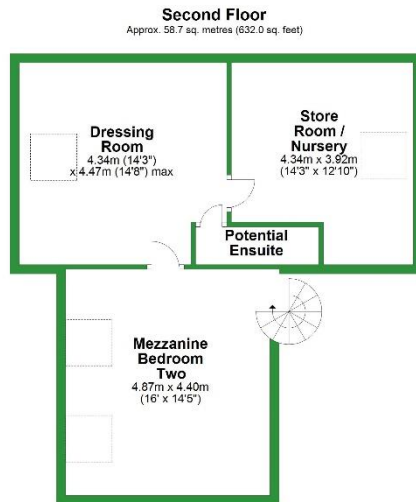 Second Floor
Approx. 58.7 sq. metres (632.0 sq. feet)
Dressing
Room
4.34m (14'3")
x 4.47m (14'8") max
Store
Room /
Nursery
4.34m x 3.92m
(14'3" x 12'10")
Potential
Ensuite
Mezzanine
Bedroom
Two
4.87m x 4.40m
(16' x 14'5")